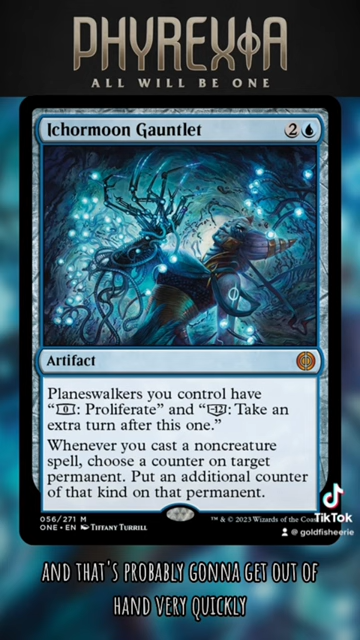 PHYREXIA
ALL WILL BE ONE
Ichormoon Gauntlet
2
Artifact
Planeswalkers you control have
“0: Proliferate” and “-12: Take an
extra turn after this one.”
Whenever you cast a noncreature
spell, choose a counter on target
permanent. Put an additional counter
of that kind on that permanent.
056/271 M
ONE • EN Tiffany Turrill
™ & © 2023 Wizards of the
TikTok
@ goldfisheerie
AND THAT'S PROBABLY GONNA GET OUT OF
HAND VERY QUICKLY